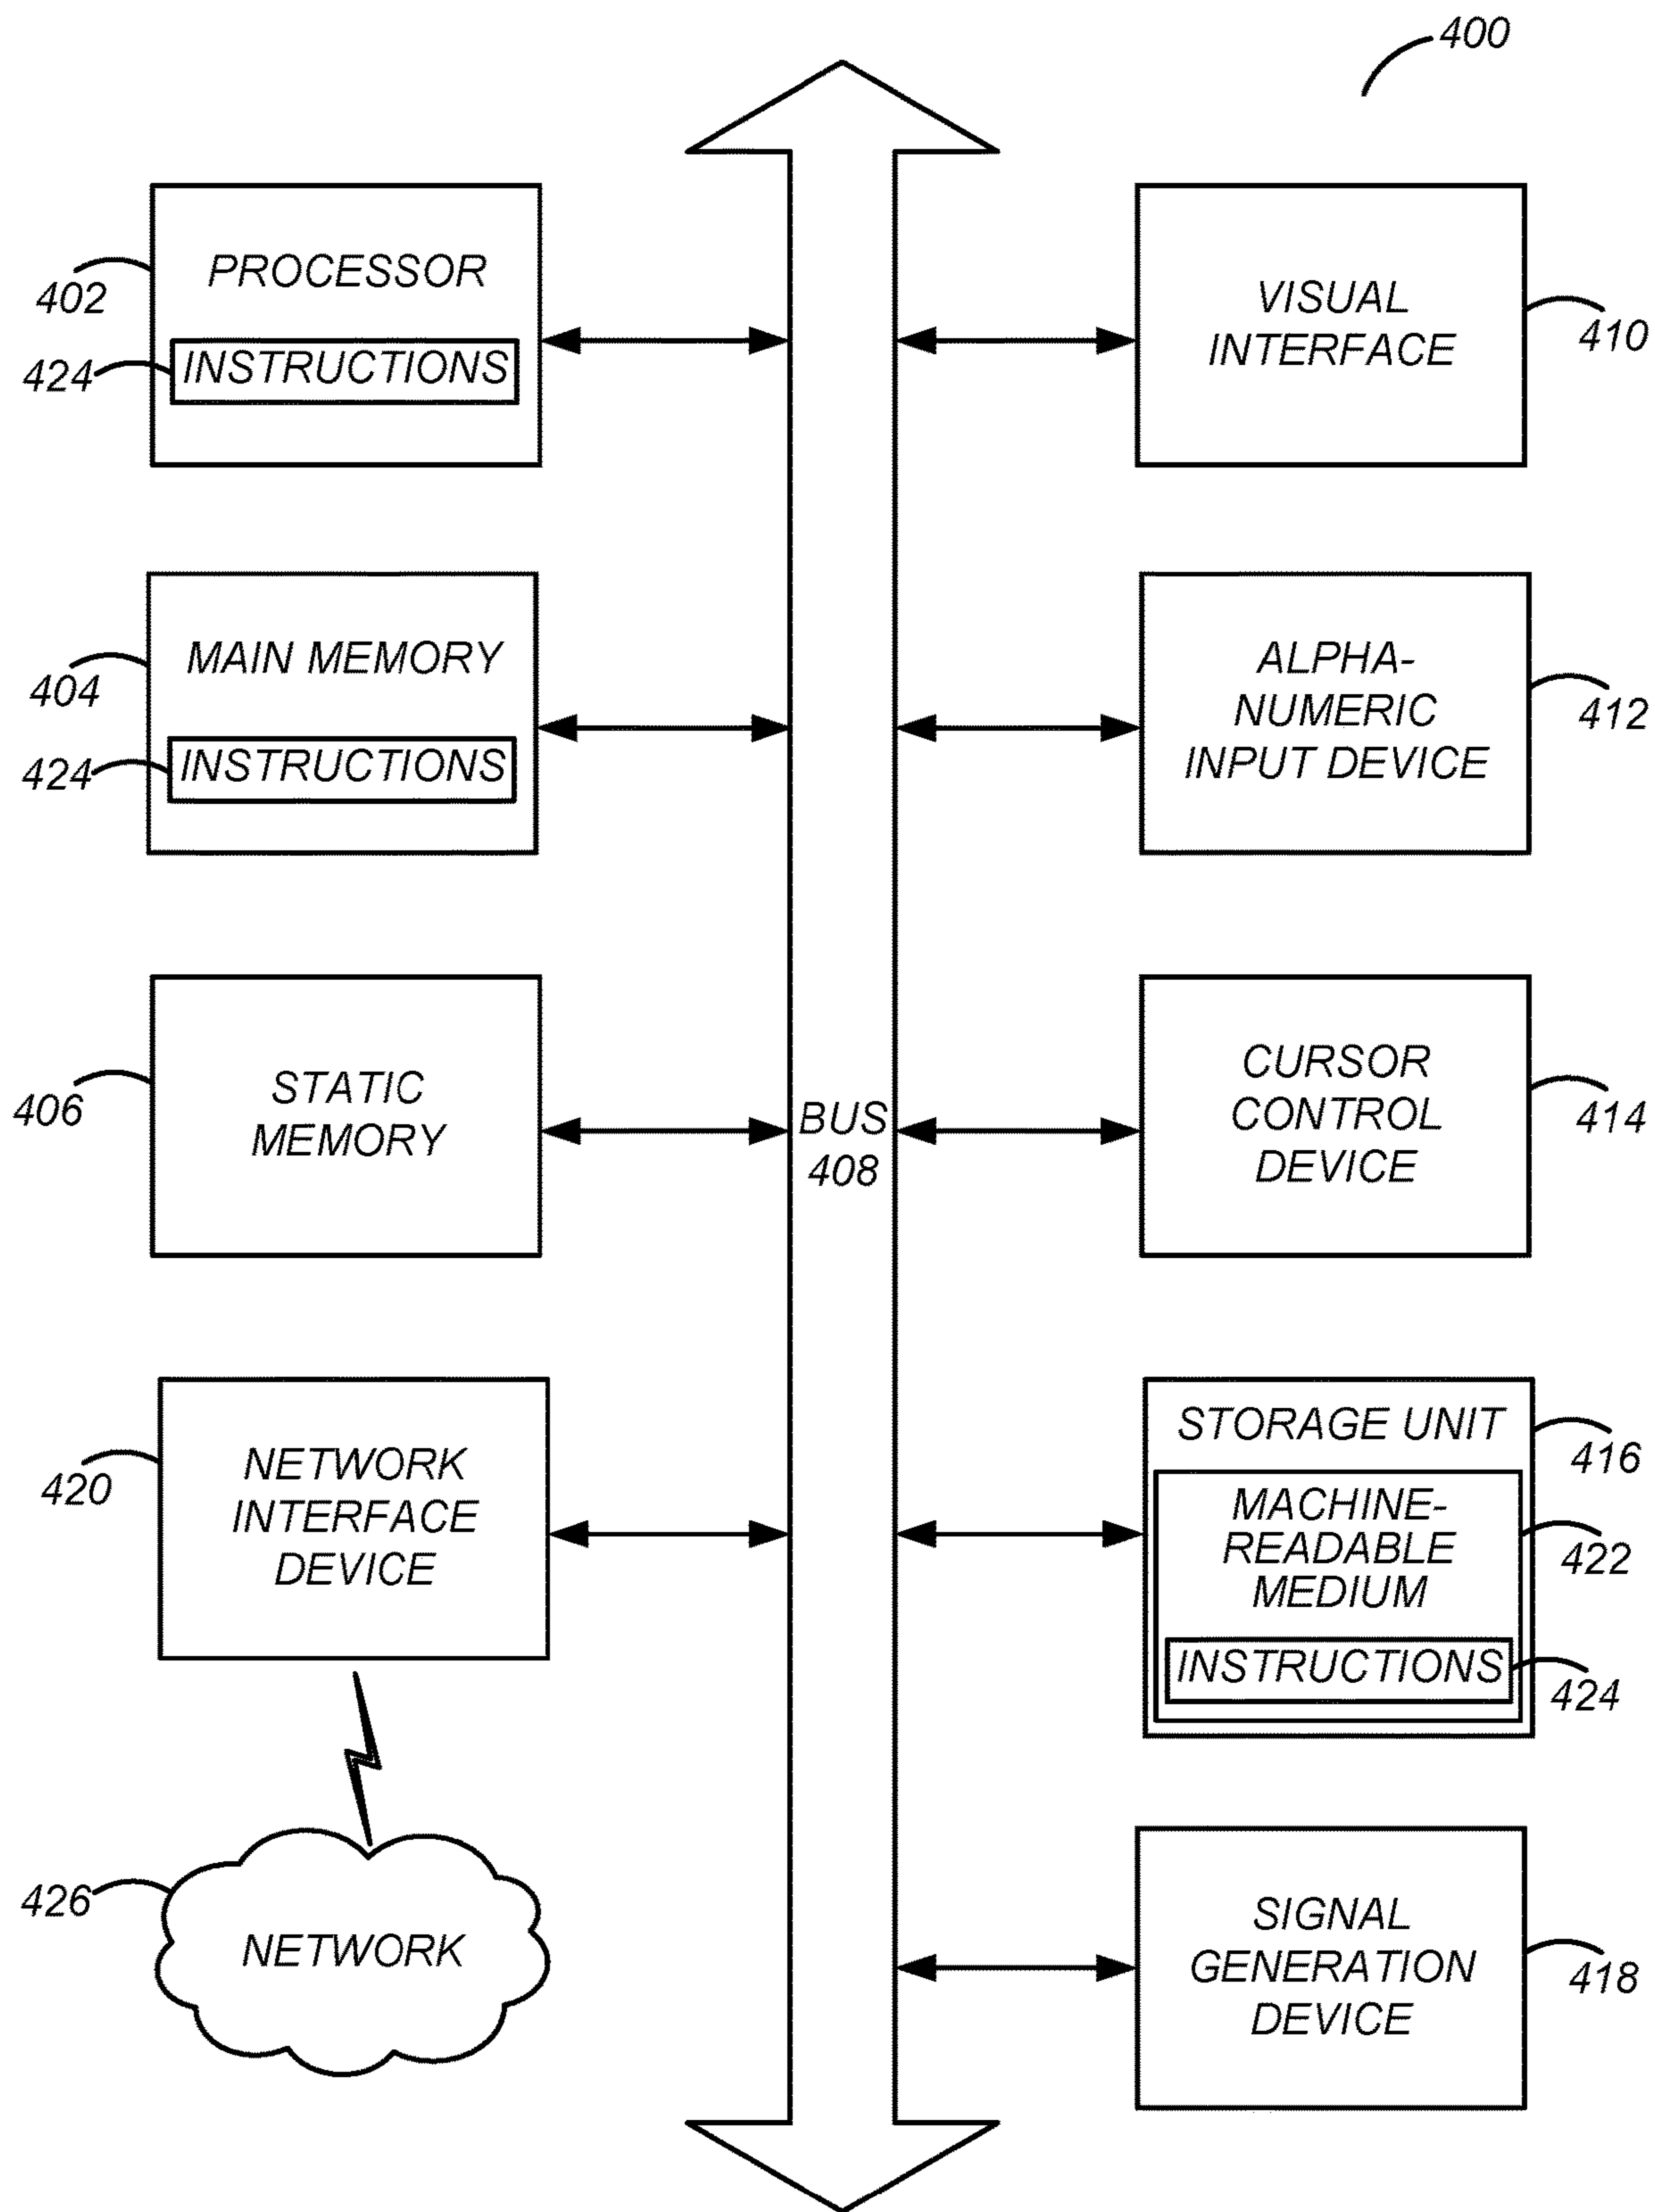 400
PROCESSOR
402
INSTRUCTIONS
424
VISUAL
INTERFACE
410
MAIN MEMORY
404
INSTRUCTIONS
424
ALPHA-
NUMERIC
INPUT DEVICE
412
STATIC
MEMORY
406
BUS
408
CURSOR
CONTROL
DEVICE
414
NETWORK
INTERFACE
DEVICE
420
STORAGE UNIT
416
MACHINE-
READABLE
MEDIUM
422
INSTRUCTIONS
424
426
NETWORK
SIGNAL
GENERATION
DEVICE
418